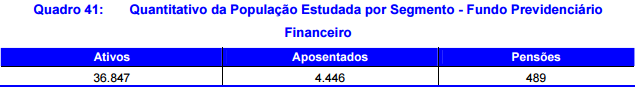 Quadro 41: Quantitativo da População Estudada por Segmento - Fundo Previdenciário
Financeiro
Ativos Aposentados Pensões
36.847 4.446 489